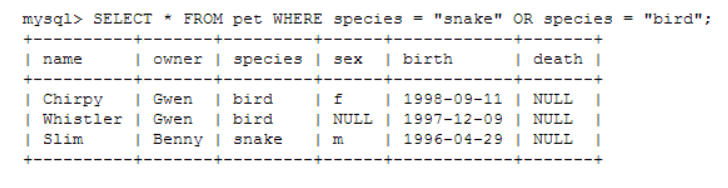 mysql> SELECT * FROM pet WHERE species = "snake" OR species = "bird";
+----------+-------+---------+------+------------+-------+
| name     | owner | species | sex  | birth      | death |
+----------+-------+---------+------+------------+-------+
| Chirpy   | Gwen  | bird    | f    | 1998-09-11 | NULL  |
| Whistler | Gwen  | bird    | NULL | 1997-12-09 | NULL  |
| Slim     | Benny | snake   | m    | 1996-04-29 | NULL  |
+----------+-------+---------+------+------------+-------+